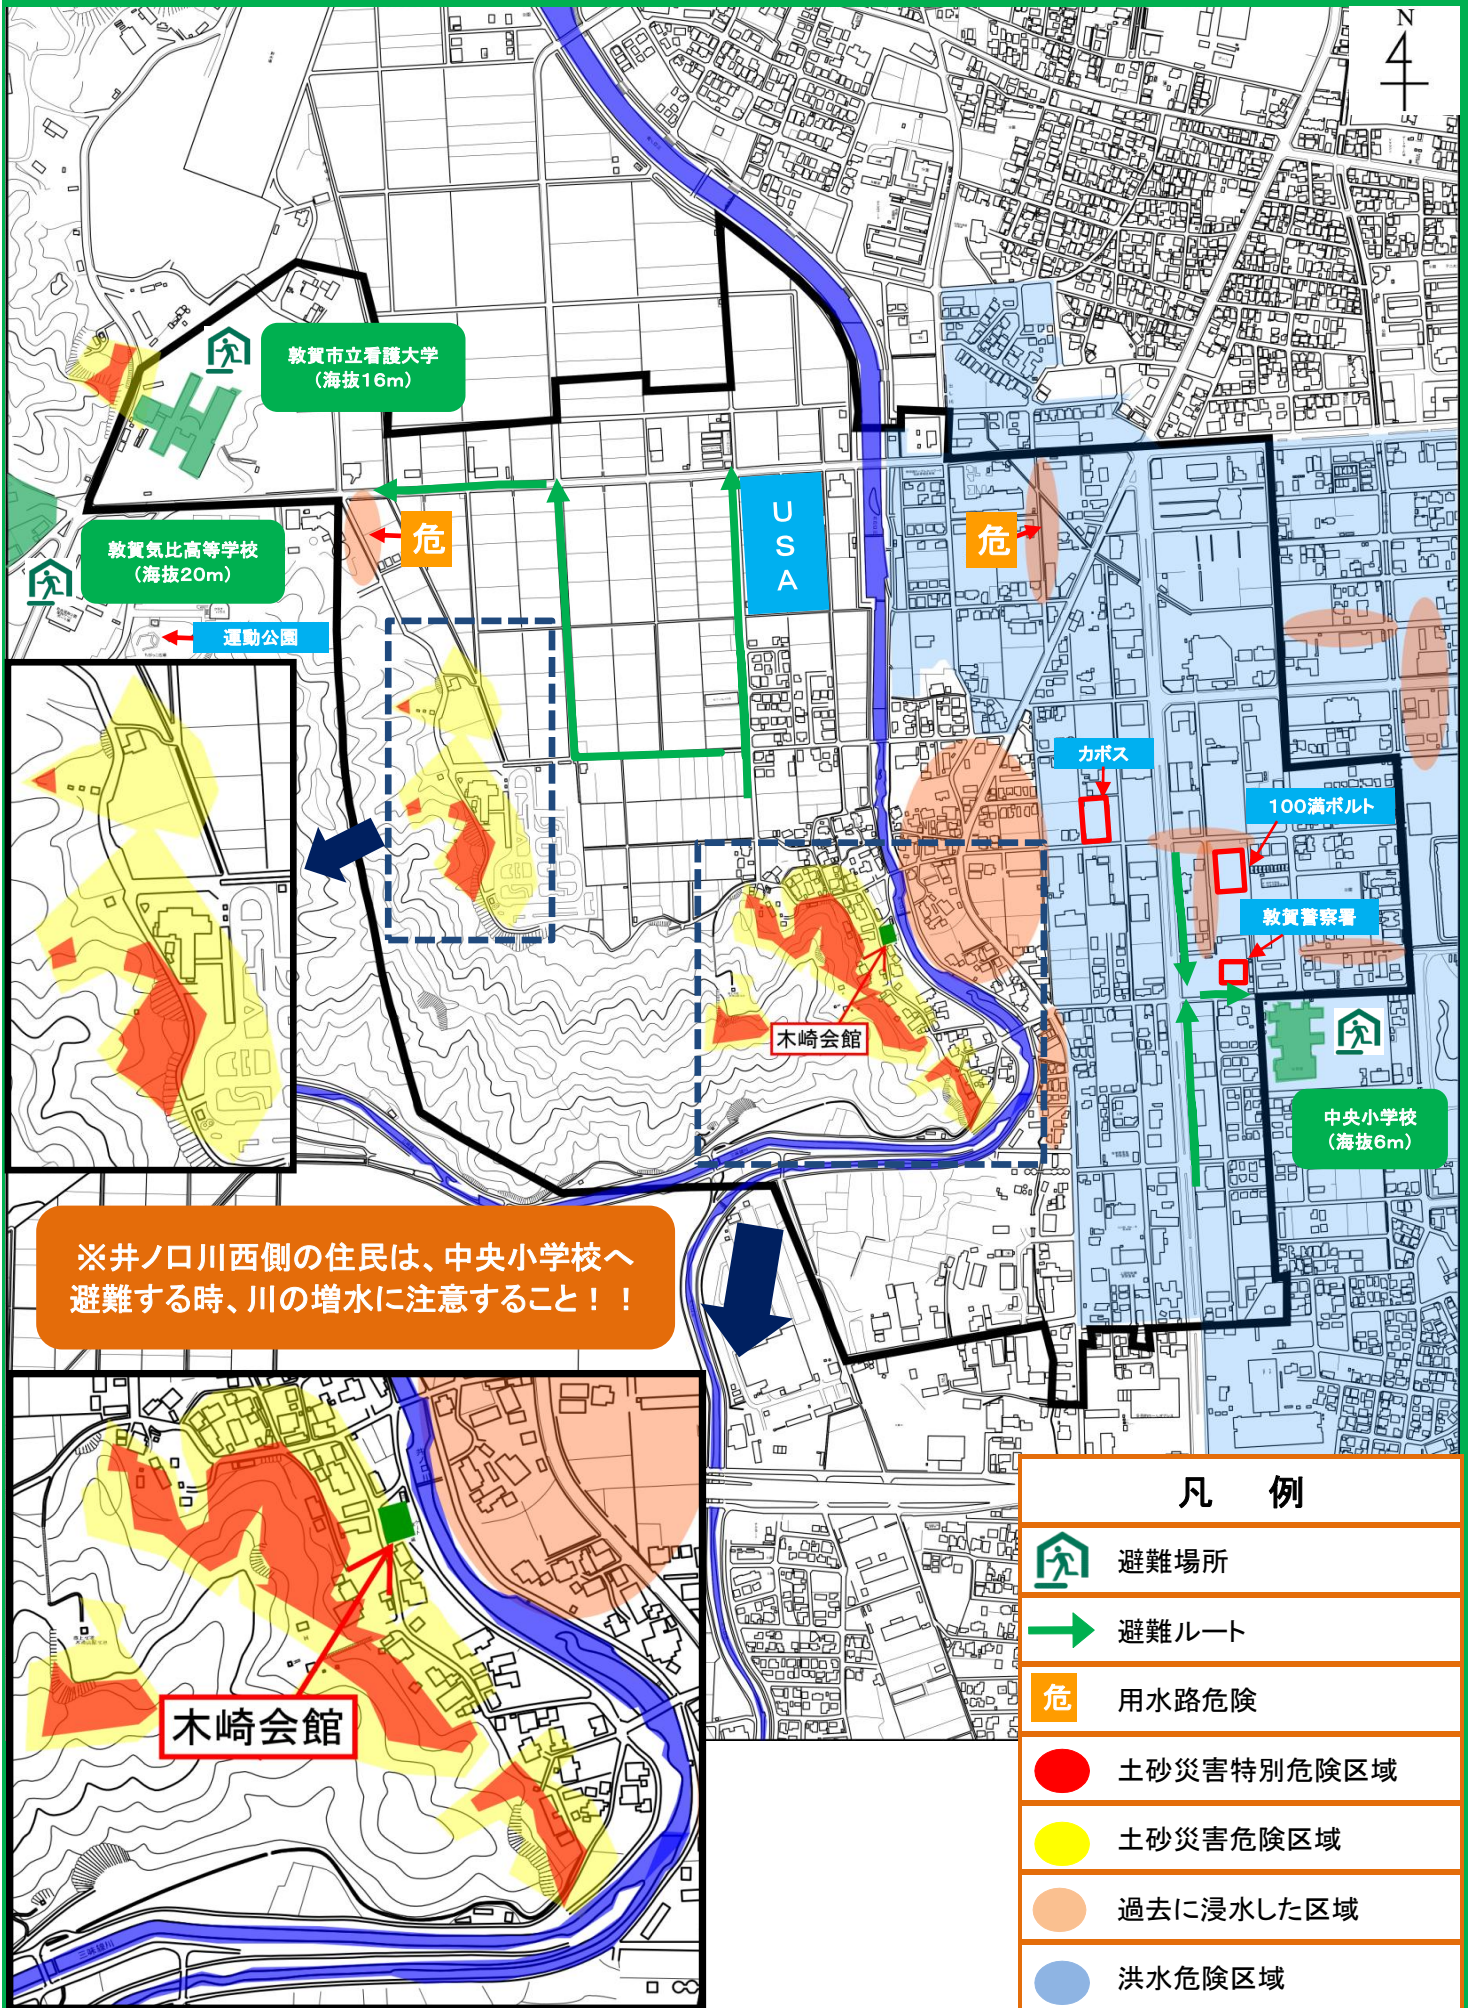 N
敦賀市立看護大学
(海抜16m)
敦賀気比高等学校
(海抜20m)
危
危
U
S
A
運動公園
カボス
100満ボルト
敦賀警察署
木崎会館
中央小学校
(海抜6m)
※井ノ口川西側の住民は、中央小学校へ
避難する時、川の増水に注意すること！！
木崎会館
凡　例
避難場所
避難ルート
危 用水路危険
土砂災害特別危険区域
土砂災害危険区域
過去に浸水した区域
洪水危険区域